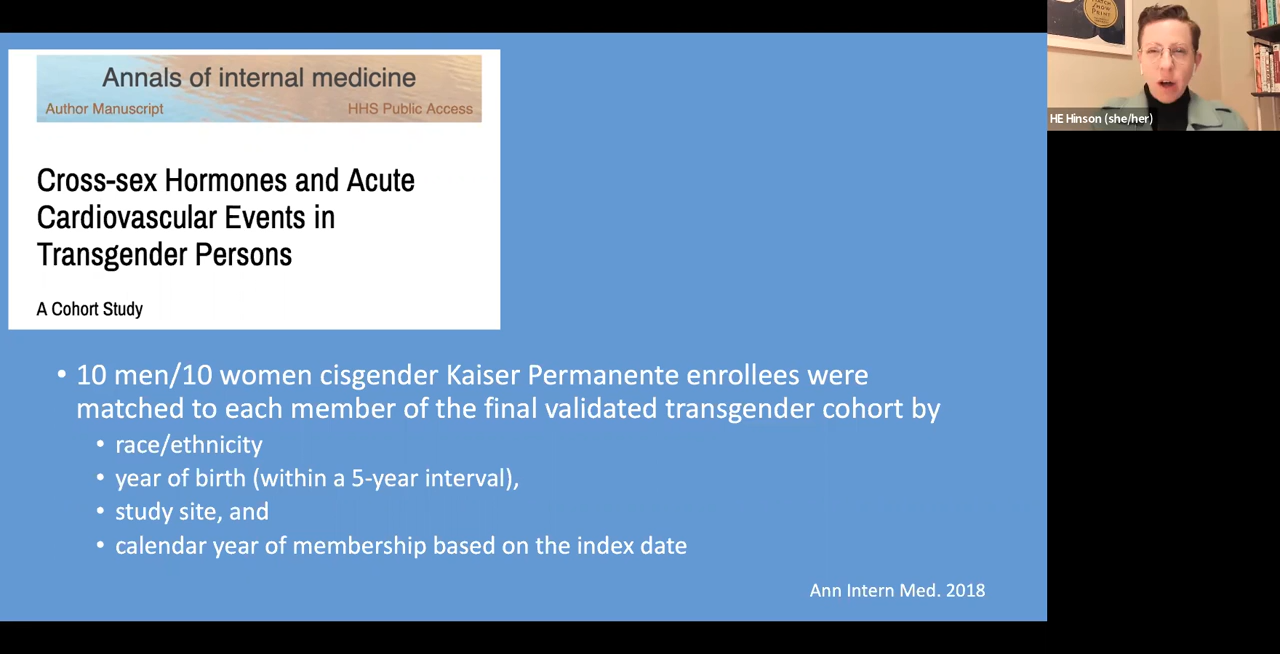 Annals of internal medicine
Author Manuscript HHS Public Access
Cross-sex Hormones and Acute
Cardiovascular Events in
Transgender Persons
A Cohort Study
• 10 men/10 women cisgender Kaiser Permanente enrollees were
matched to each member of the final validated transgender cohort by
• race/ethnicity
• year of birth (within a 5-year interval),
• study site, and
• calendar year of membership based on the index date
Ann Intern Med. 2018
HE Hinson (she/her)